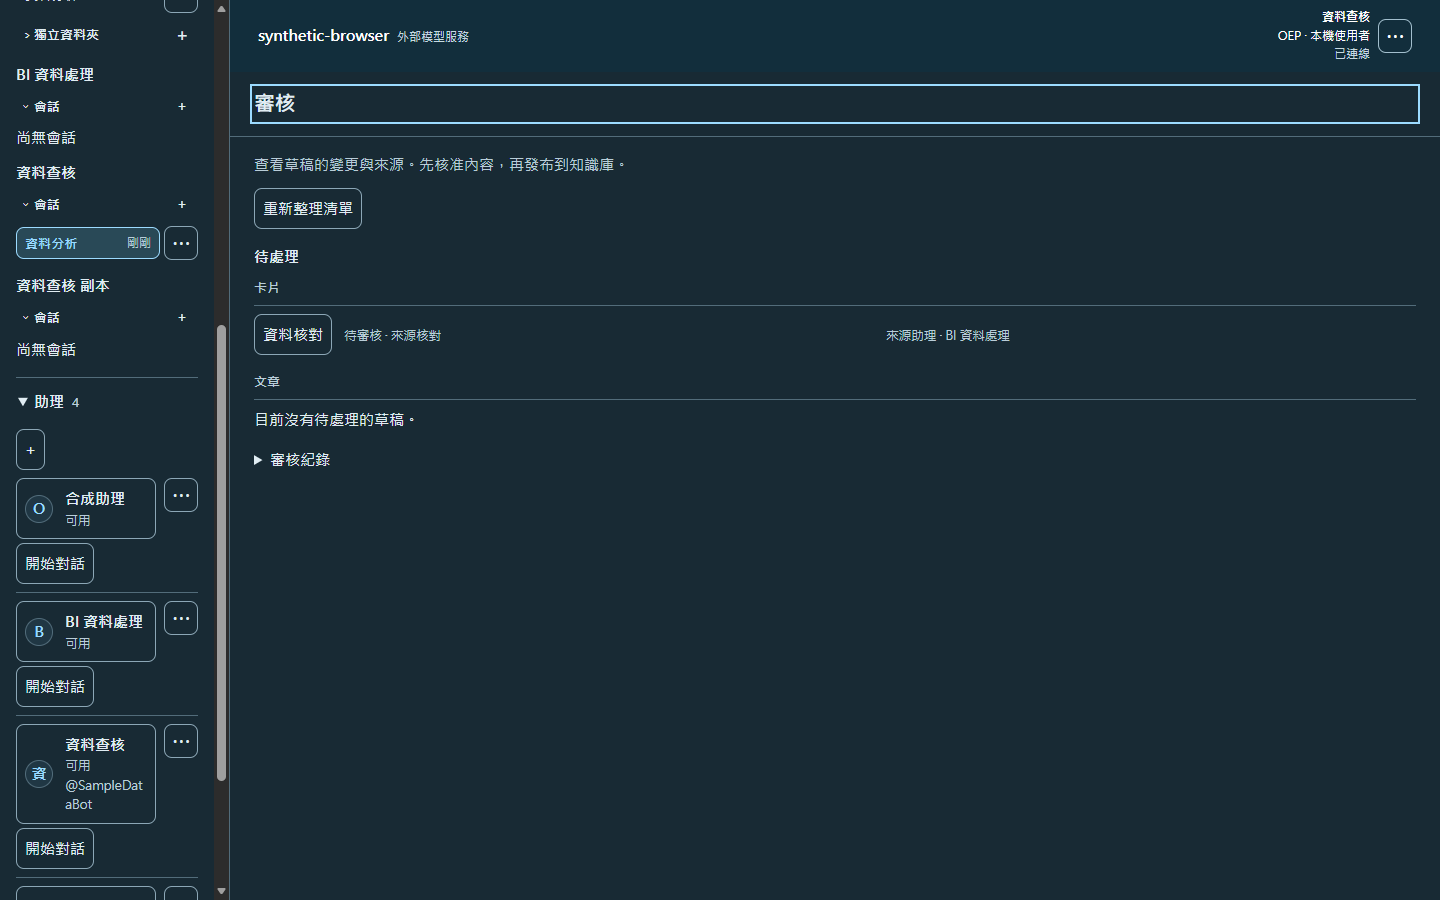 獨立資料夾 +
BI 資料處理
會話 +
尚無會話
資料查核
會話 +
資料分析 剛剛 ...
資料查核 副本
會話 +
尚無會話
助理 4
+
O 合成助理 ...
可用
開始對話
B BI 資料處理 ...
可用
開始對話
資 資料查核 ...
可用
@SampleDat
aBot
開始對話
synthetic-browser 外部模型服務
資料查核
OEP · 本機使用者
已連線
...
審核
查看草稿的變更與來源。先核准內容，再發布到知識庫。
重新整理清單
待處理
卡片
資料核對 待審核 · 來源核對 來源助理 · BI 資料處理
文章
目前沒有待處理的草稿。
審核紀錄